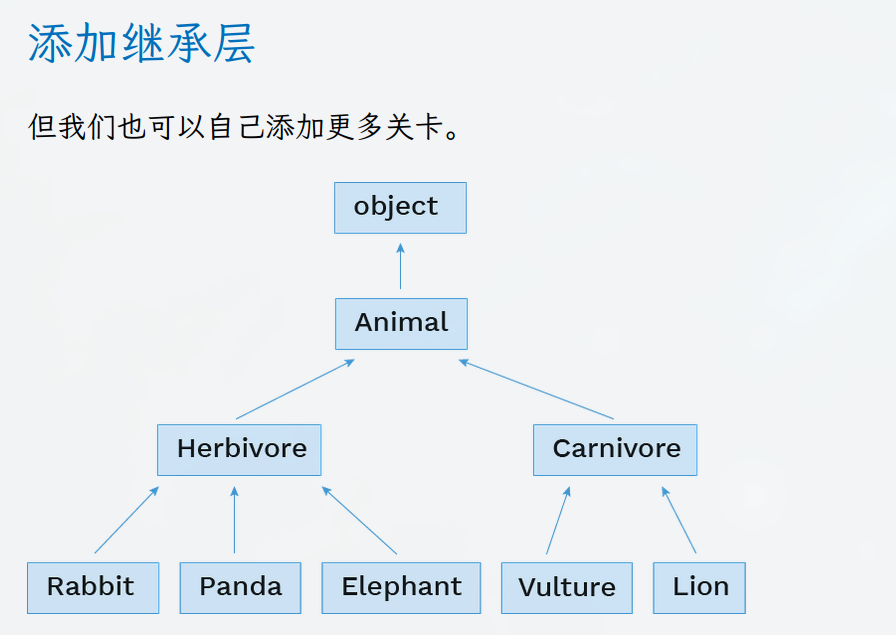 添加继承层
但我们也可以自己添加更多关卡。
object
Animal
Herbivore
Carnivore
Rabbit
Panda
Elephant
Vulture
Lion